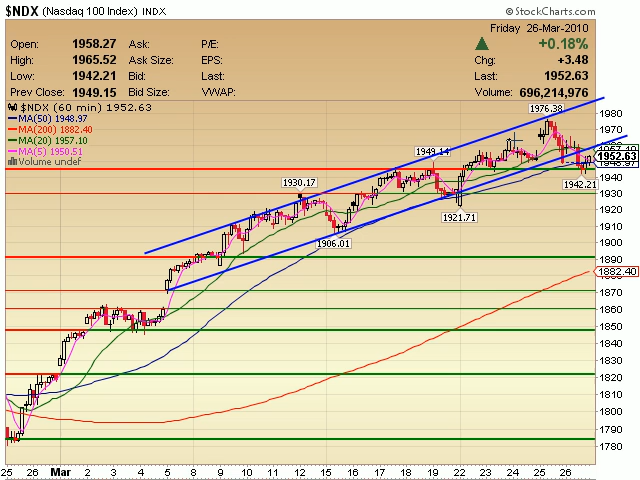 $NDX (Nasdaq 100 Index) INDX
© StockCharts.com
Friday 26-Mar-2010
Open: 1958.27 Ask: P/E: +0.18%
High: 1965.52 Ask Size: EPS: Chg: +3.48
Low: 1942.21 Bid: Last: Last: 1952.63
Prev Close: 1949.15 Bid Size: VWAP: Volume: 696,214,976
$NDX (60 min) 1952.63
MA(50) 1948.97
MA(200) 1882.40
MA(20) 1957.10
MA(5) 1950.51
Volume undef
1976.38
1949.14
1930.17
1942.21
1921.71
1906.01
1980
1970
1952.63
1940
1930
1920
1910
1900
1890
1882.40
1870
1860
1850
1840
1830
1820
1810
1800
1790
1780
25 26 Mar 2 3 4 5 8 9 10 11 12 15 16 17 18 19 22 23 24 25 26